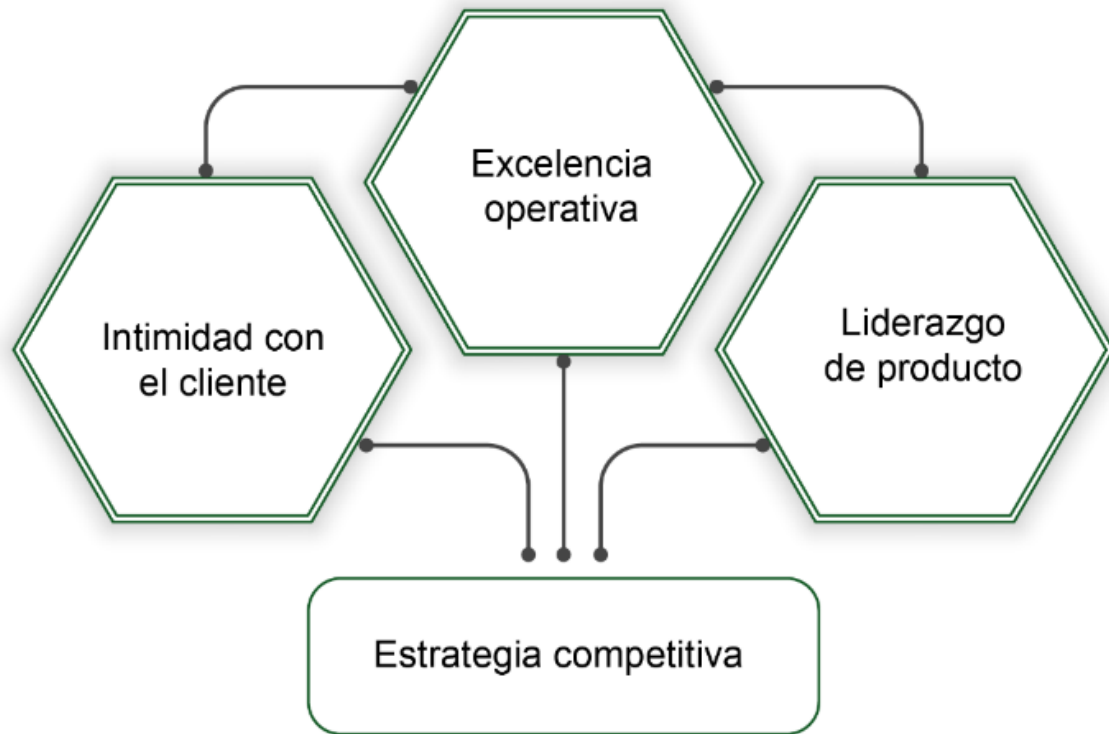 Excelencia
operativa
Intimidad con
el cliente
Liderazgo
de producto
Estrategia competitiva